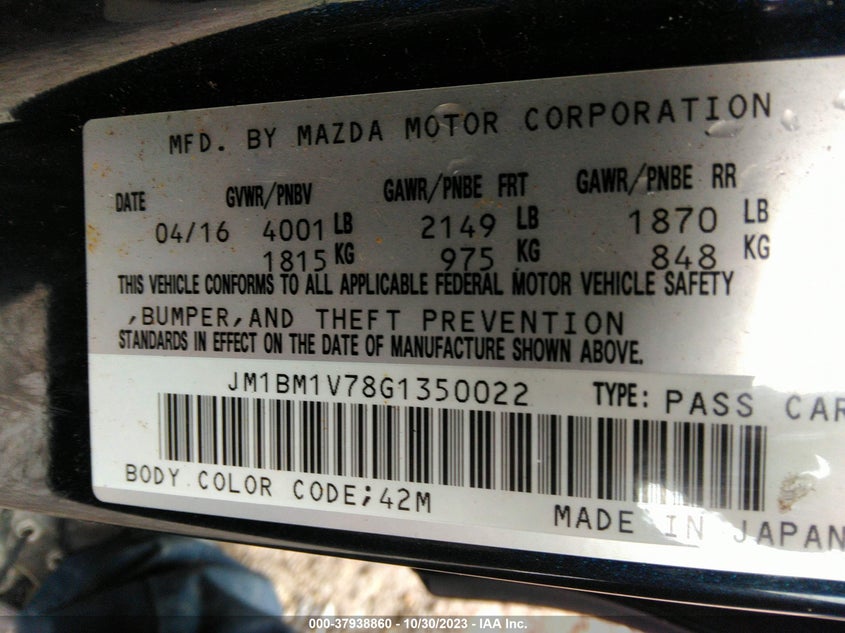 MFD. BY MAZDA MOTOR CORPORATION
DATE GVWR/PNBV GAWR/PNBE FRT GAWR/PNBE RR
04/16 4001 LB 2149 LB 1870 LB
1815 KG 975 KG 848 KG
THIS VEHICLE CONFORMS TO ALL APPLICABLE FEDERAL MOTOR VEHICLE SAFETY
,BUMPER,AND THEFT PREVENTION
STANDARDS IN EFFECT ON THE DATE OF MANUFACTURE SHOWN ABOVE.
JM1BM1V78G1350022 TYPE: PASS CAR
BODY COLOR CODE;42M
MADE IN JAPAN
000-37938860 - 10/30/2023 - IAA Inc.